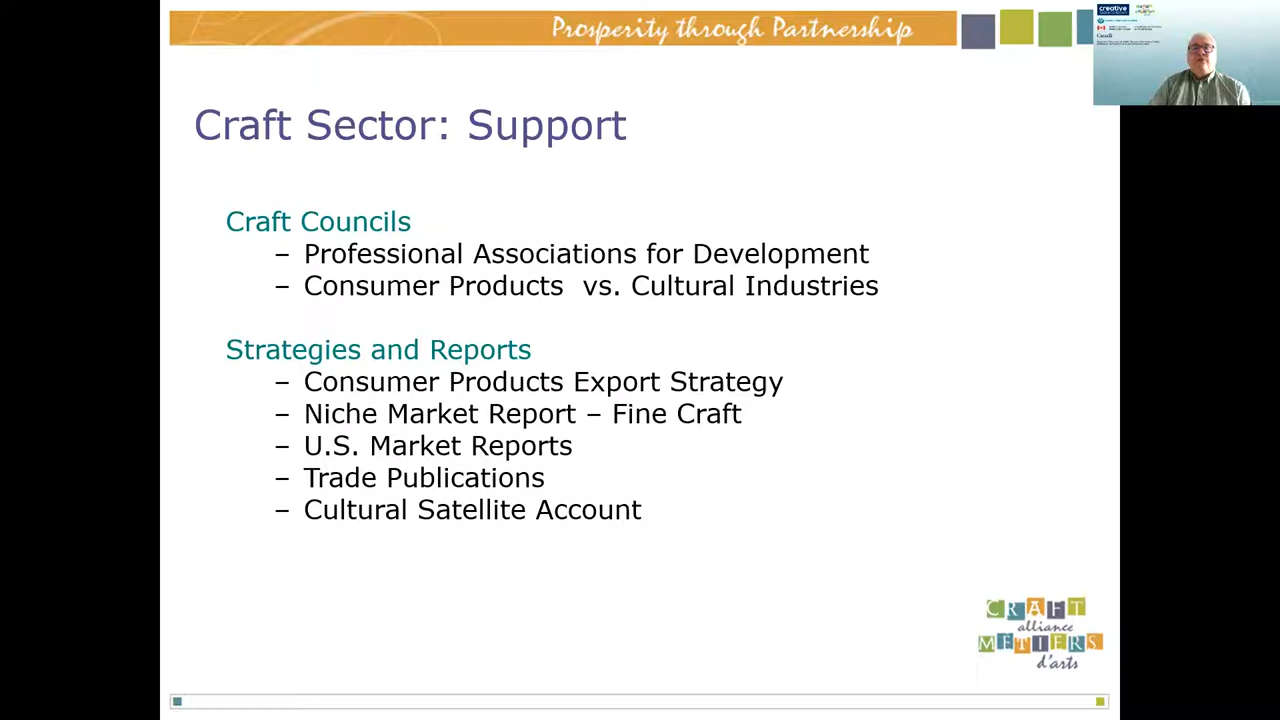 Prosperity through Partnership
creative
Canada
Craft Sector: Support
Craft Councils
– Professional Associations for Development
– Consumer Products vs. Cultural Industries
Strategies and Reports
– Consumer Products Export Strategy
– Niche Market Report – Fine Craft
– U.S. Market Reports
– Trade Publications
– Cultural Satellite Account
CRAFT
alliance
METIERS
d'arts